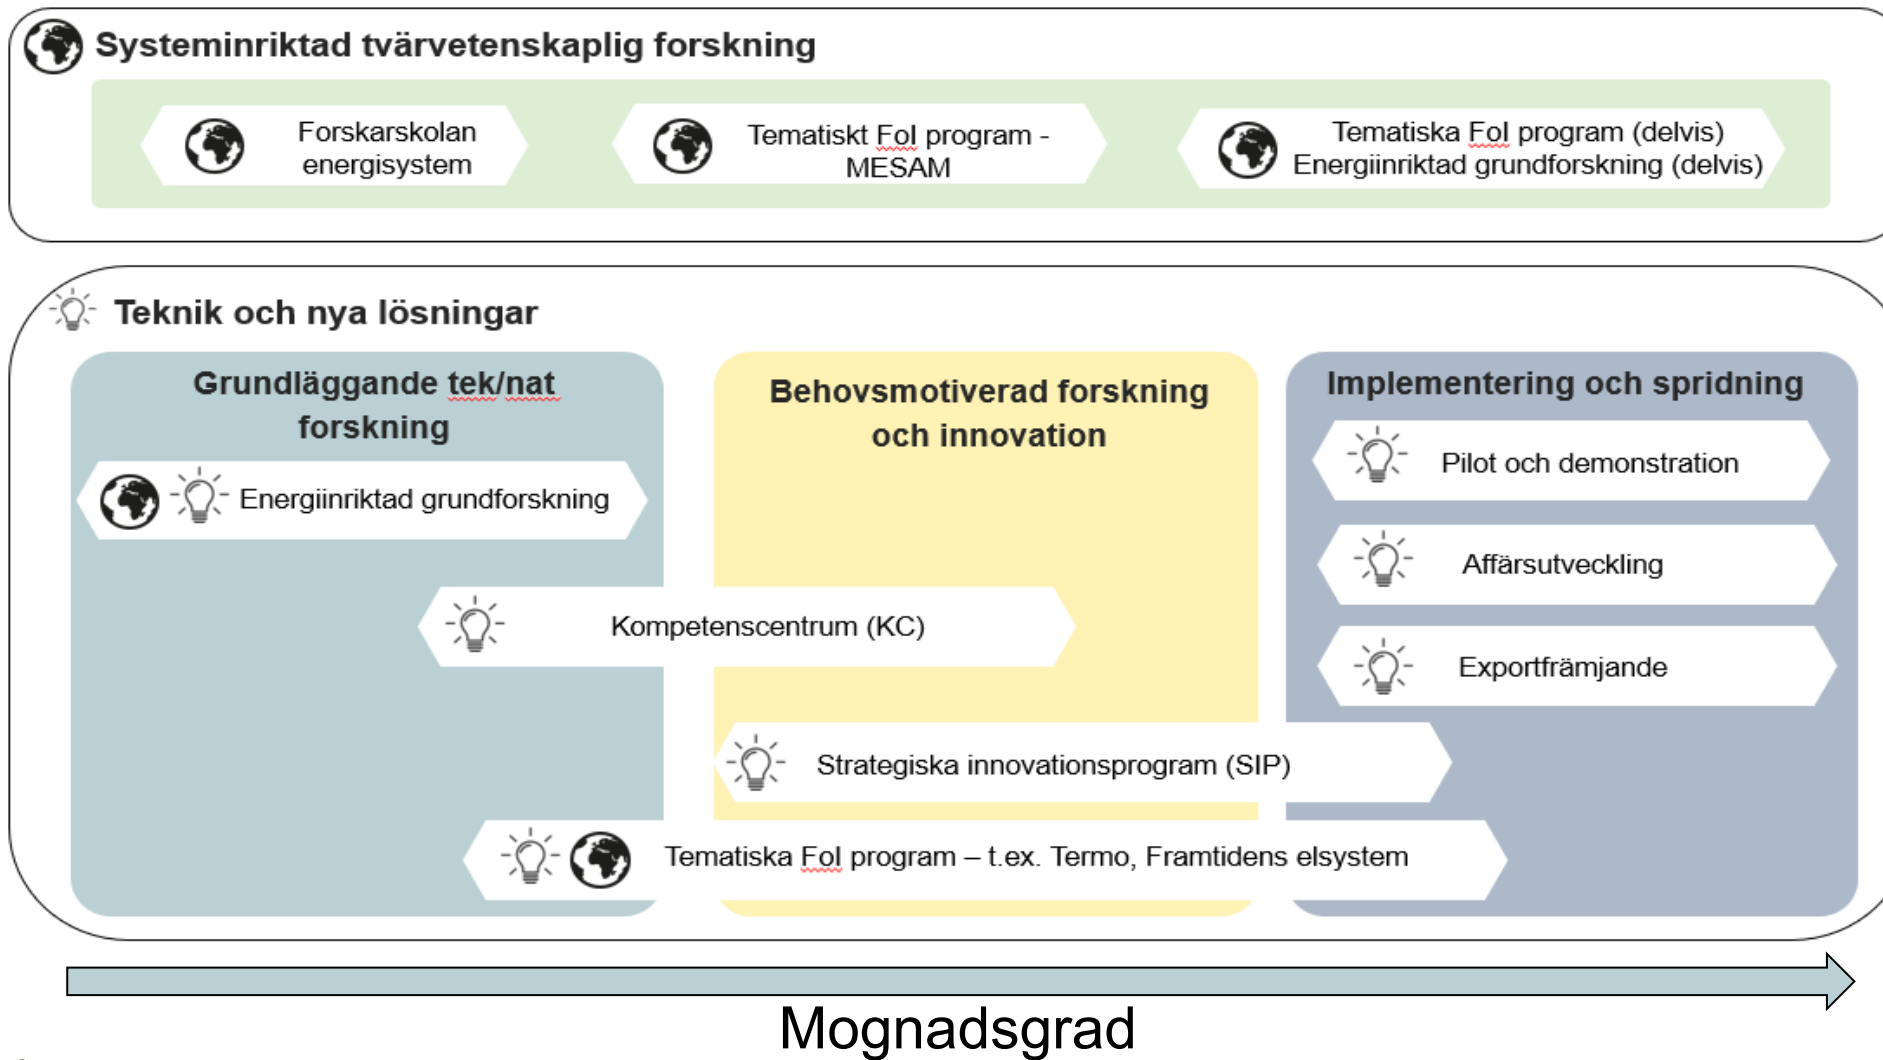 Systeminriktad tvärvetenskaplig forskning
Forskarskolan
energisystem
Tematiskt FoI program -
MESAM
Tematiska FoI program (delvis)
Energiinriktad grundforskning (delvis)
Teknik och nya lösningar
Grundläggande tek/nat
forskning
Behovsmotiverad forskning
och innovation
Implementering och spridning
Energiinriktad grundforskning
Pilot och demonstration
Affärsutveckling
Kompetenscentrum (KC)
Exportfrämjande
Strategiska innovationsprogram (SIP)
Tematiska FoI program – t.ex. Termo, Framtidens elsystem
Mognadsgrad